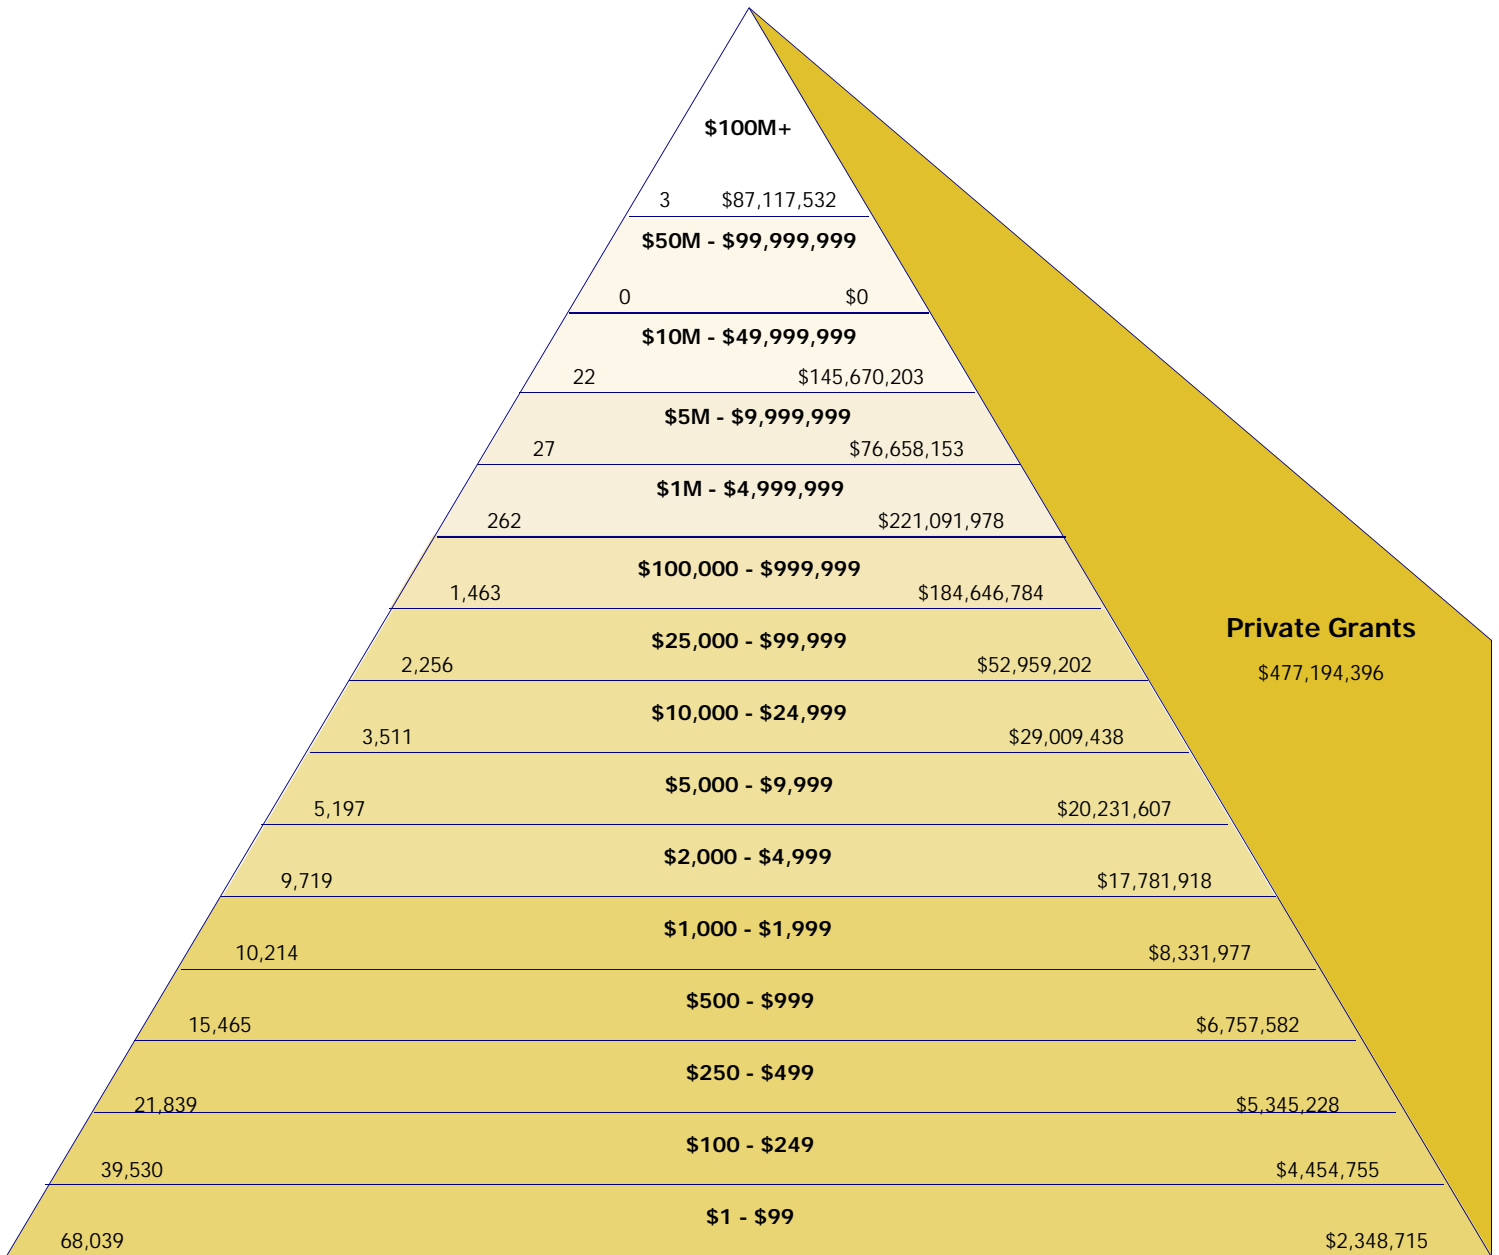 $100M+
3 $87,117,532
$50M - $99,999,999
0 $0
$10M - $49,999,999
22 $145,670,203
$5M - $9,999,999
27 $76,658,153
$1M - $4,999,999
262 $221,091,978
$100,000 - $999,999
1,463 $184,646,784
$25,000 - $99,999
2,256 $52,959,202
$10,000 - $24,999
3,511 $29,009,438
$5,000 - $9,999
5,197 $20,231,607
$2,000 - $4,999
9,719 $17,781,918
$1,000 - $1,999
10,214 $8,331,977
$500 - $999
15,465 $6,757,582
$250 - $499
21,839 $5,345,228
$100 - $249
39,530 $4,454,755
$1 - $99
68,039 $2,348,715
Private Grants
$477,194,396